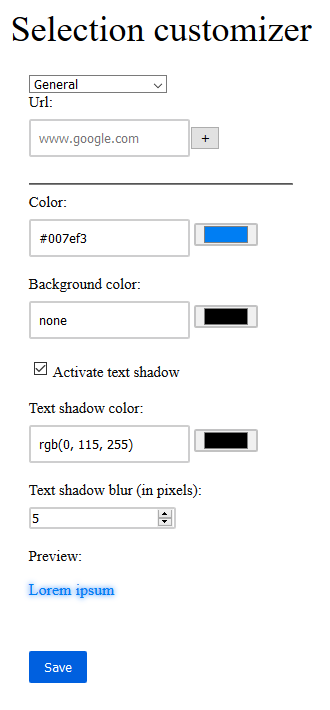 Selection customizer
General
Url:
www.google.com +
Color:
#007ef3
Background color:
none
Activate text shadow
Text shadow color:
rgb(0, 115, 255)
Text shadow blur (in pixels):
5
Preview:
Lorem ipsum
Save